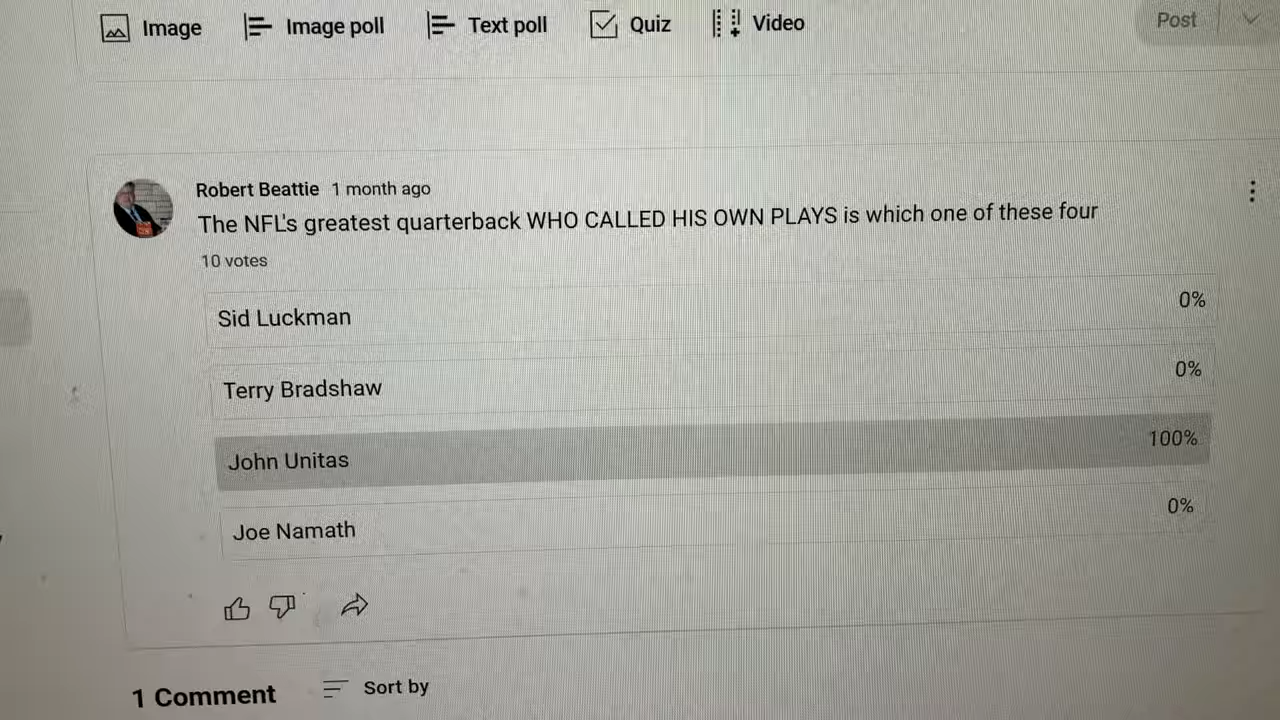 Image Image poll Text poll Quiz Video Post
Robert Beattie 1 month ago
The NFL's greatest quarterback WHO CALLED HIS OWN PLAYS is which one of these four
10 votes
Sid Luckman 0%
Terry Bradshaw 0%
John Unitas 100%
Joe Namath 0%
1 Comment Sort by